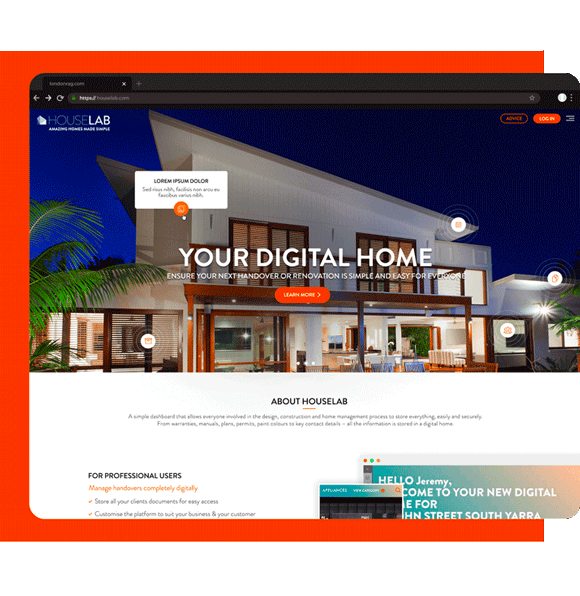 londonrag.com
https:// houselab.com
HOUSELAB
AMAZING HOMES MADE SIMPLE
ADVICE
LOG IN
LOREM IPSUM DOLOR
Sed risus nibh, facilisis non arcu eu
faucibus varius nibh.
YOUR DIGITAL HOME
ENSURE YOUR NEXT HANDOVER OR RENOVATION IS SIMPLE AND EASY FOR EVERYONE
LEARN MORE
ABOUT HOUSELAB
A simple dashboard that allows everyone involved in the design, construction and home management process to store everything, easily and securely.
From warranties, manuals, plans, permits, paint colours to key contact details – all the information is stored in a digital home.
FOR PROFESSIONAL USERS
Manage handovers completely digitally
Store all your clients documents for easy access
Customise the platform to suit your business & your customer
APPLIANCES
HELLO Jeremy,
COME TO YOUR NEW DIGITAL
E FOR
HN STREET SOUTH YARRA